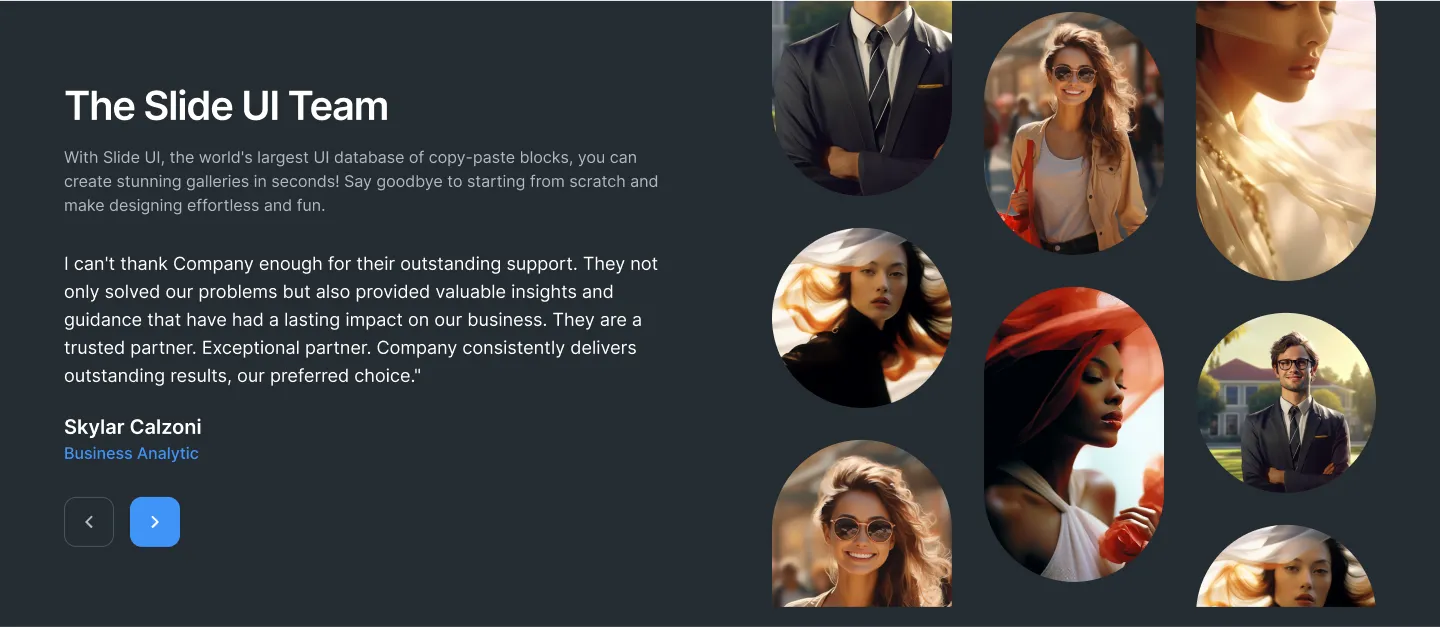 The Slide UI Team
With Slide UI, the world's largest UI database of copy-paste blocks, you can
create stunning galleries in seconds! Say goodbye to starting from scratch and
make designing effortless and fun.
I can't thank Company enough for their outstanding support. They not
only solved our problems but also provided valuable insights and
guidance that have had a lasting impact on our business. They are a
trusted partner. Exceptional partner. Company consistently delivers
outstanding results, our preferred choice."
Skylar Calzoni
Business Analytic